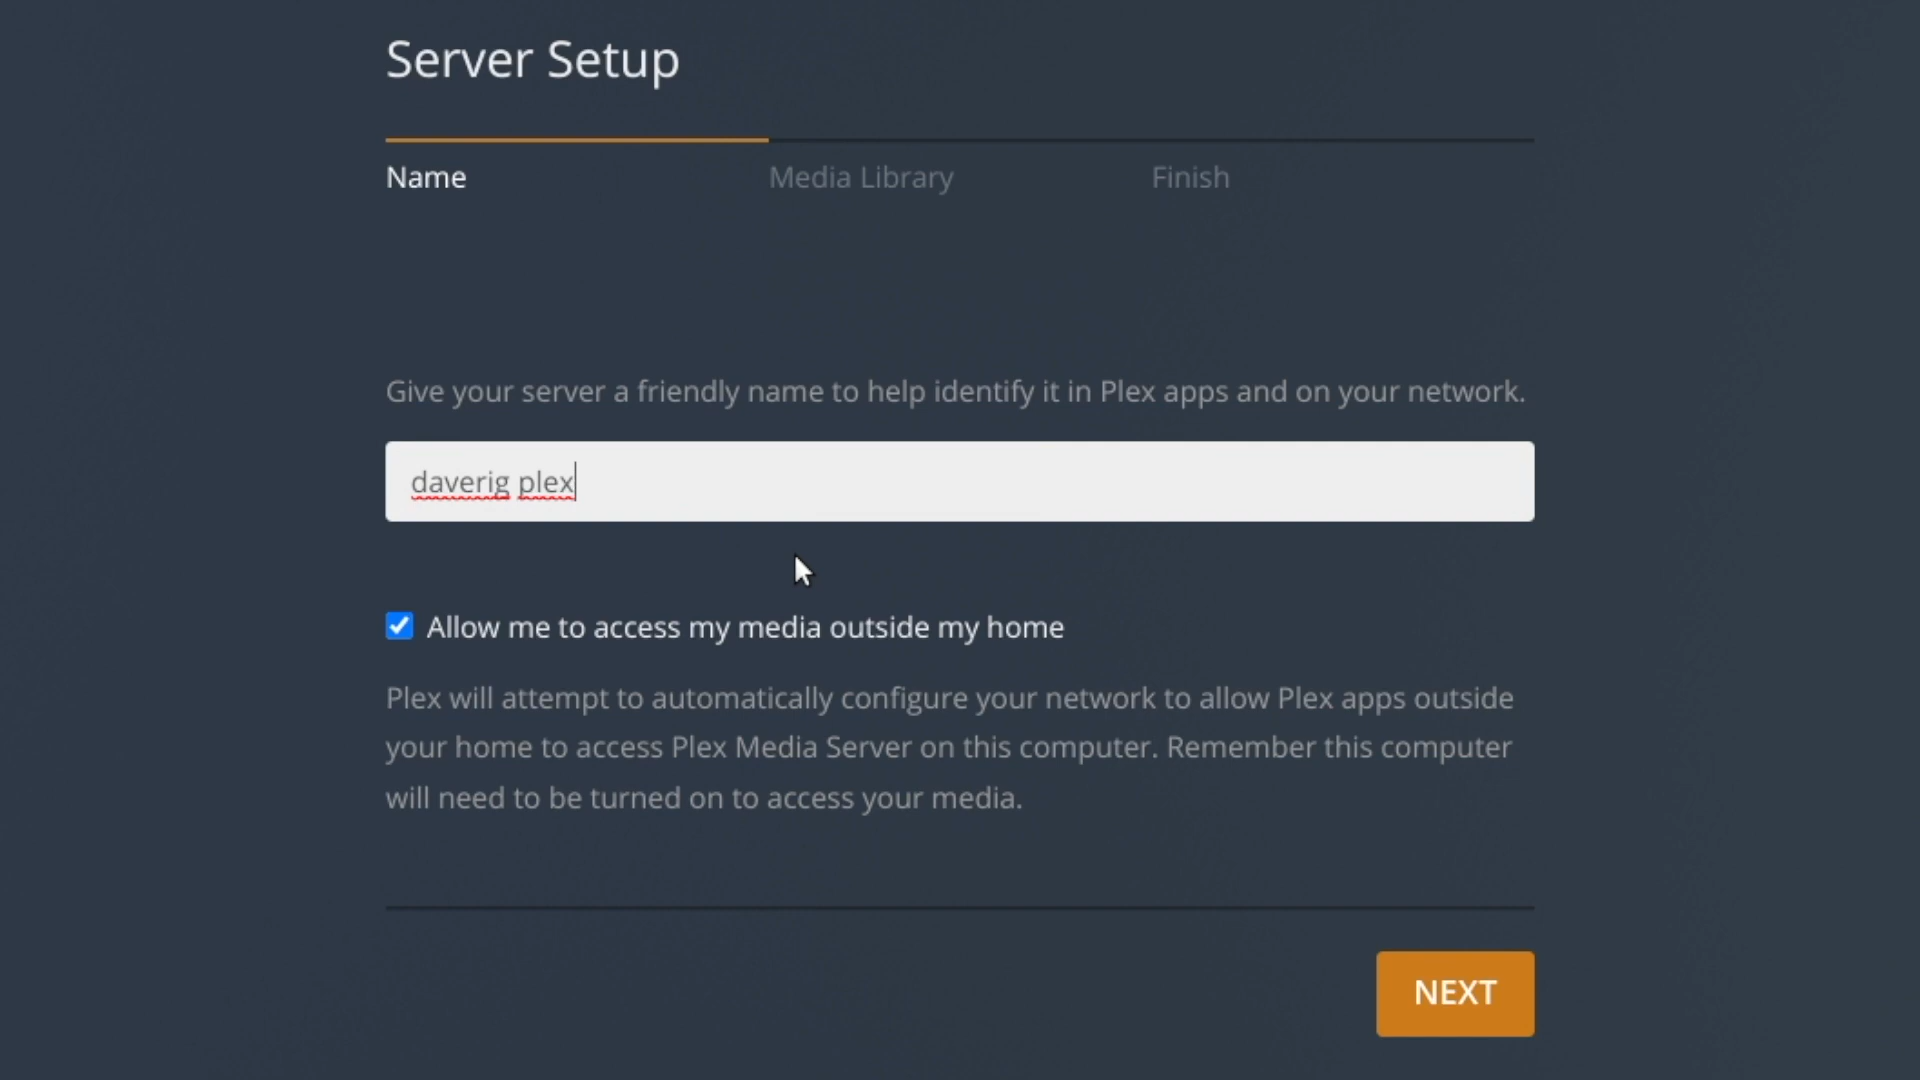 Server Setup
Name
Media Library
Finish
Give your server a friendly name to help identify it in Plex apps and on your network.
daverig plex
Allow me to access my media outside my home
Plex will attempt to automatically configure your network to allow Plex apps outside
your home to access Plex Media Server on this computer. Remember this computer
will need to be turned on to access your media.
NEXT